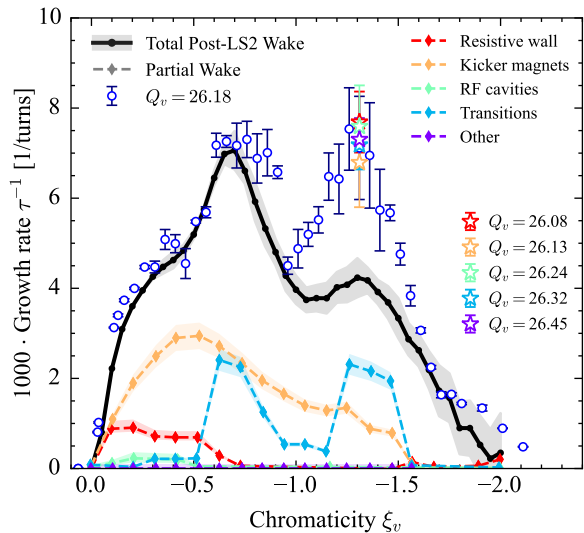 Total Post-LS2 Wake
Partial Wake
Q_v = 26.18
Resistive wall
Kicker magnets
RF cavities
Transitions
Other
Q_v = 26.08
Q_v = 26.13
Q_v = 26.24
Q_v = 26.32
Q_v = 26.45
1000 · Growth rate τ⁻¹ [1/turns]
10
8
6
4
2
0
0.0
−0.5
−1.0
−1.5
−2.0
Chromaticity ξ_v